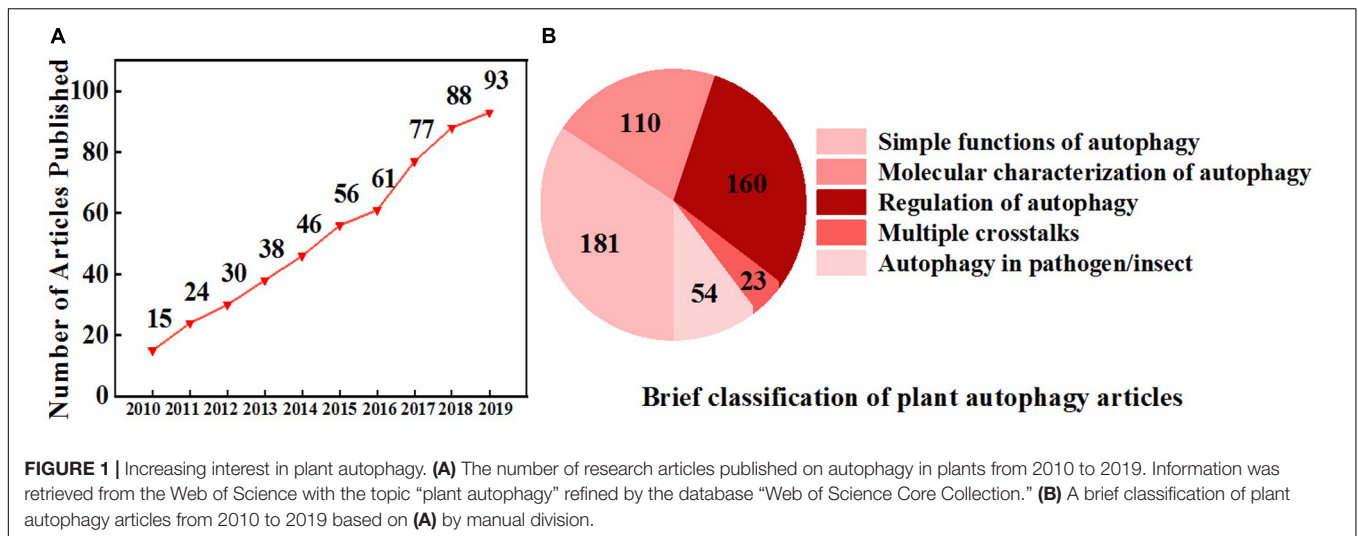 A
Number of Articles Published
100
80
60
40
20
0
15
24
30
38
46
56
61
77
88
93
2010 2011 2012 2013 2014 2015 2016 2017 2018 2019
B
110
160
181
54
23
Simple functions of autophagy
Molecular characterization of autophagy
Regulation of autophagy
Multiple crosstalks
Autophagy in pathogen/insect
Brief classification of plant autophagy articles
FIGURE 1 | Increasing interest in plant autophagy. (A) The number of research articles published on autophagy in plants from 2010 to 2019. Information was
retrieved from the Web of Science with the topic “plant autophagy” refined by the database “Web of Science Core Collection.” (B) A brief classification of plant
autophagy articles from 2010 to 2019 based on (A) by manual division.